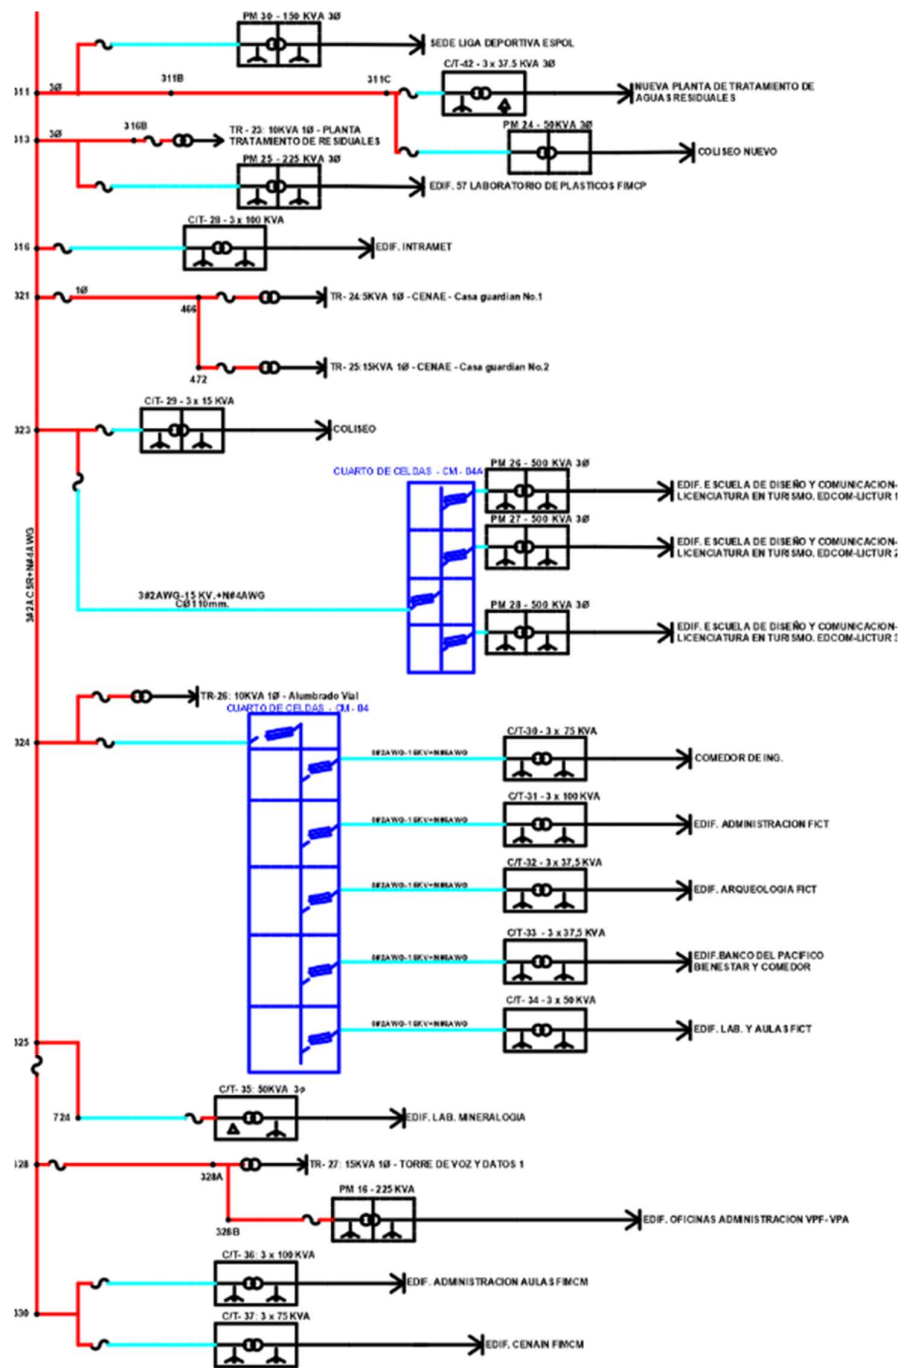 PM 30 - 150 KVA 3Ø
SEDE LIGA DEPORTIVA ESPOL
C/T-42 - 3 x 37.5 KVA 3Ø
311
3Ø
311B
311C
NUEVA PLANTA DE TRATAMIENTO DE
AGUAS RESIDUALES
313
3Ø
316B
TR - 23: 10KVA 1Ø - PLANTA
TRATAMIENTO DE RESIDUALES
PM 24 - 50KVA 3Ø
COLISEO NUEVO
PM 25 - 225 KVA 3Ø
EDIF. 57 LABORATORIO DE PLASTICOS FIMCP
C/T- 28 - 3 x 100 KVA
316
EDIF. INTRAMET
321
1Ø
466
TR- 24:5KVA 1Ø - CENAE - Casa guardian No.1
472
TR- 25:15KVA 1Ø - CENAE - Casa guardian No.2
C/T- 29 - 3 x 15 KVA
323
COLISEO
CUARTO DE CELDAS - CM - 04A
PM 26 - 500 KVA 3Ø
EDIF. ESCUELA DE DISEÑO Y COMUNICACION-
LICENCIATURA EN TURISMO. EDCOM-LICTUR 1
PM 27 - 500 KVA 3Ø
EDIF. ESCUELA DE DISEÑO Y COMUNICACION-
LICENCIATURA EN TURISMO. EDCOM-LICTUR 2
3#2ACSR+N#4AWG
3#2AWG-15 KV.+N#4AWG
CØ110mm.
PM 28 - 500 KVA 3Ø
EDIF. ESCUELA DE DISEÑO Y COMUNICACION-
LICENCIATURA EN TURISMO. EDCOM-LICTUR 3
TR-26: 10KVA 1Ø - Alumbrado Vial
CUARTO DE CELDAS - CM - 04
324
C/T-30 - 3 x 75 KVA
COMEDOR DE ING.
C/T-31 - 3 x 100 KVA
EDIF. ADMINISTRACIÓN FICT
C/T-32 - 3 x 37,5 KVA
EDIF. ARQUEOLOGIA FICT
C/T-33 - 3 x 37,5 KVA
EDIF.BANCO DEL PACIFICO
BIENESTAR Y COMEDOR
C/T- 34 - 3 x 50 KVA
EDIF. LAB. Y AULAS FICT
325
C/T- 35: 50KVA 3ø
724
EDIF. LAB. MINERALOGIA
328
328A
TR- 27: 15KVA 1Ø - TORRE DE VOZ Y DATOS 1
PM 16 - 225 KVA
328B
EDIF. OFICINAS ADMINISTRACION VPF- VPA
C/T- 36: 3 x 100 KVA
EDIF. ADMINISTRACION AULAS FIMCM
330
C/T- 37: 3 x 75 KVA
EDIF. CENAIN FIMCM